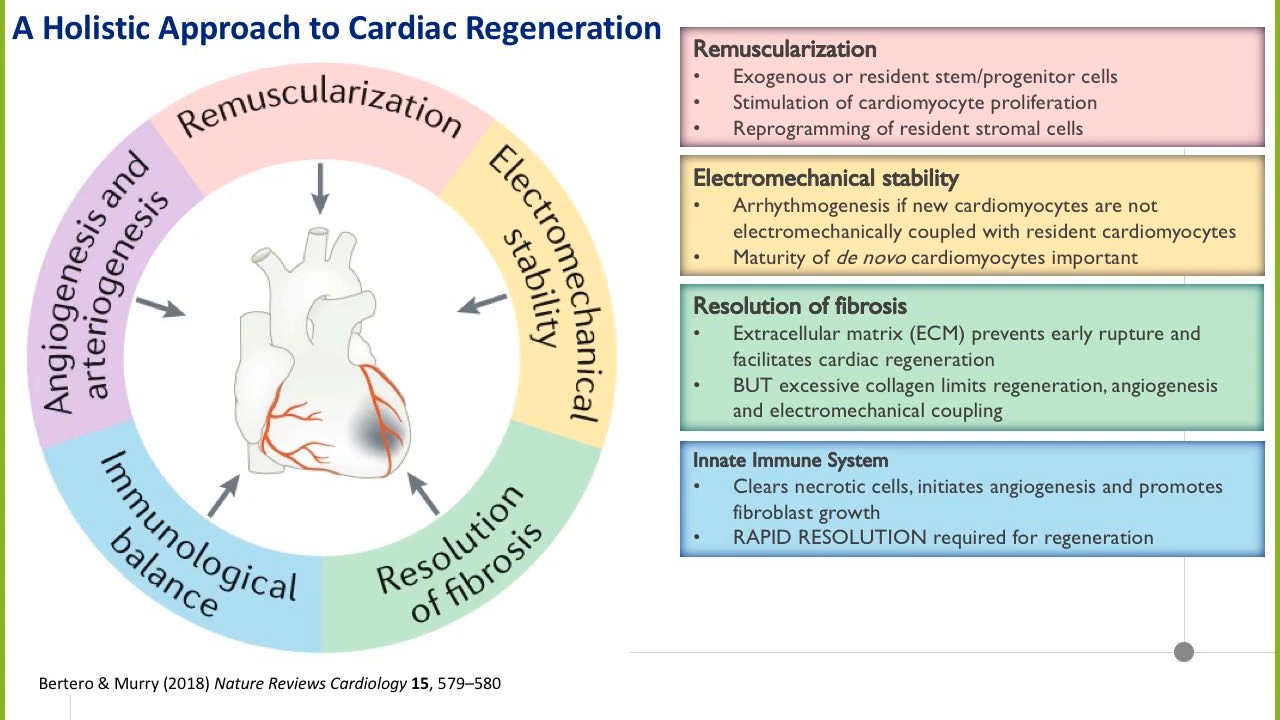 A Holistic Approach to Cardiac Regeneration
Remuscularization
Electromechanical
stability
Resolution
of fibrosis
Immunological
balance
Angiogenesis and
arteriogenesis
Remuscularization
• Exogenous or resident stem/progenitor cells
• Stimulation of cardiomyocyte proliferation
• Reprogramming of resident stromal cells
Electromechanical stability
• Arrhythmogenesis if new cardiomyocytes are not
electromechanically coupled with resident cardiomyocytes
• Maturity of de novo cardiomyocytes important
Resolution of fibrosis
• Extracellular matrix (ECM) prevents early rupture and
facilitates cardiac regeneration
• BUT excessive collagen limits regeneration, angiogenesis
and electromechanical coupling
Innate Immune System
• Clears necrotic cells, initiates angiogenesis and promotes
fibroblast growth
• RAPID RESOLUTION required for regeneration
Bertero & Murry (2018) Nature Reviews Cardiology 15, 579–580